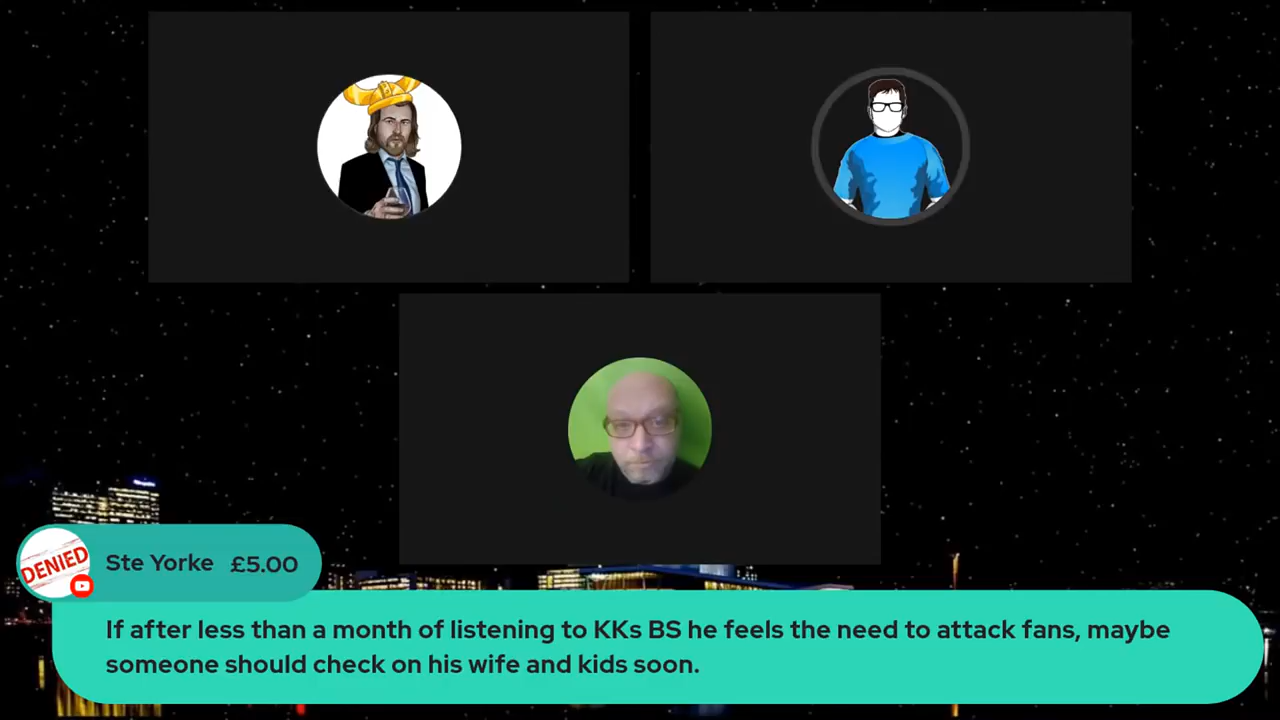 DENIED
Ste Yorke £5.00
If after less than a month of listening to KKs BS he feels the need to attack fans, maybe
someone should check on his wife and kids soon.